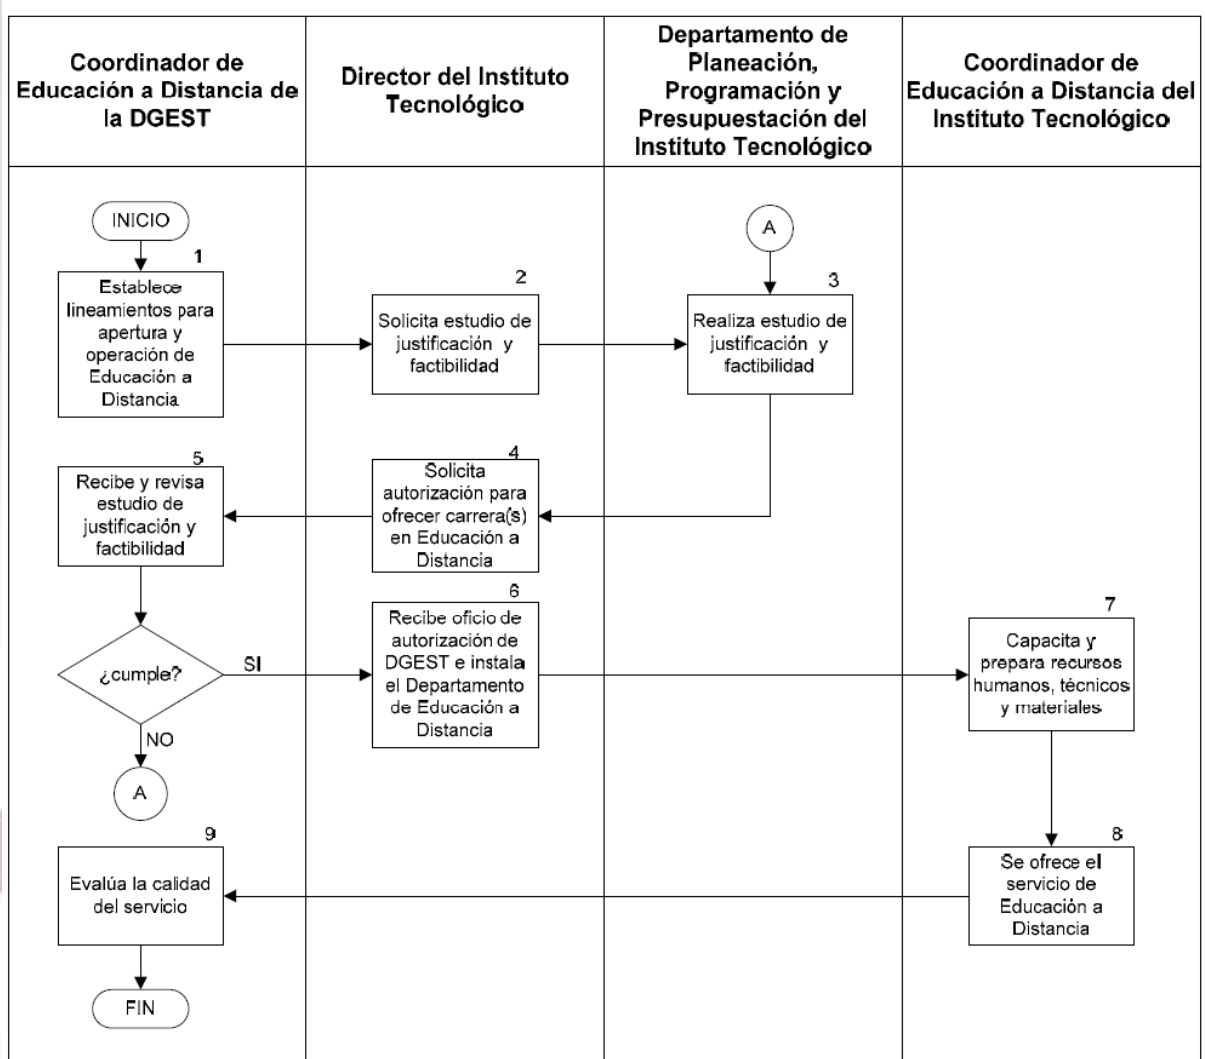 Coordinador de
Educación a Distancia de
la DGEST
Director del Instituto
Tecnológico
Departamento de
Planeación,
Programación y
Presupuestación del
Instituto Tecnológico
Coordinador de
Educación a Distancia del
Instituto Tecnológico
INICIO
1
Establece
lineamientos para
apertura y
operación de
Educación a
Distancia
2
Solicita estudio de
justificación y
factibilidad
A
3
Realiza estudio de
justificación y
factibilidad
4
Solicita
autorización para
ofrecer carrera(s)
en Educación a
Distancia
5
Recibe y revisa
estudio de
justificación y
factibilidad
¿cumple?
SI
NO
A
6
Recibe oficio de
autorización de
DGEST e instala
el Departamento
de Educación a
Distancia
7
Capacita y
prepara recursos
humanos, técnicos
y materiales
8
Se ofrece el
servicio de
Educación a
Distancia
9
Evalúa la calidad
del servicio
FIN